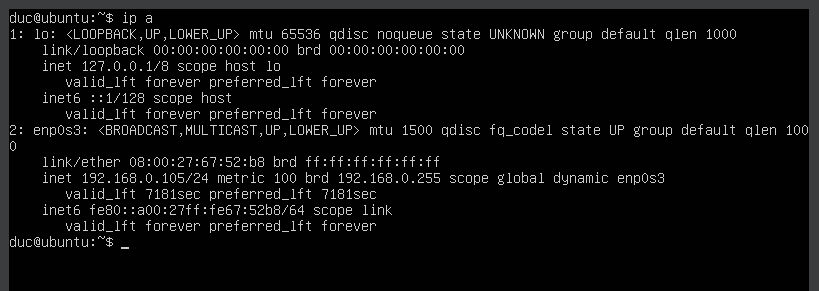 duc@ubuntu:~$ ip a
1: lo: <LOOPBACK,UP,LOWER_UP> mtu 65536 qdisc noqueue state UNKNOWN group default qlen 1000
    link/loopback 00:00:00:00:00:00 brd 00:00:00:00:00:00
    inet 127.0.0.1/8 scope host lo
       valid_lft forever preferred_lft forever
    inet6 ::1/128 scope host
       valid_lft forever preferred_lft forever
2: enp0s3: <BROADCAST,MULTICAST,UP,LOWER_UP> mtu 1500 qdisc fq_codel state UP group default qlen 100
0
    link/ether 08:00:27:67:52:b8 brd ff:ff:ff:ff:ff:ff
    inet 192.168.0.105/24 metric 100 brd 192.168.0.255 scope global dynamic enp0s3
       valid_lft 7181sec preferred_lft 7181sec
    inet6 fe80::a00:27ff:fe67:52b8/64 scope link
       valid_lft forever preferred_lft forever
duc@ubuntu:~$ _